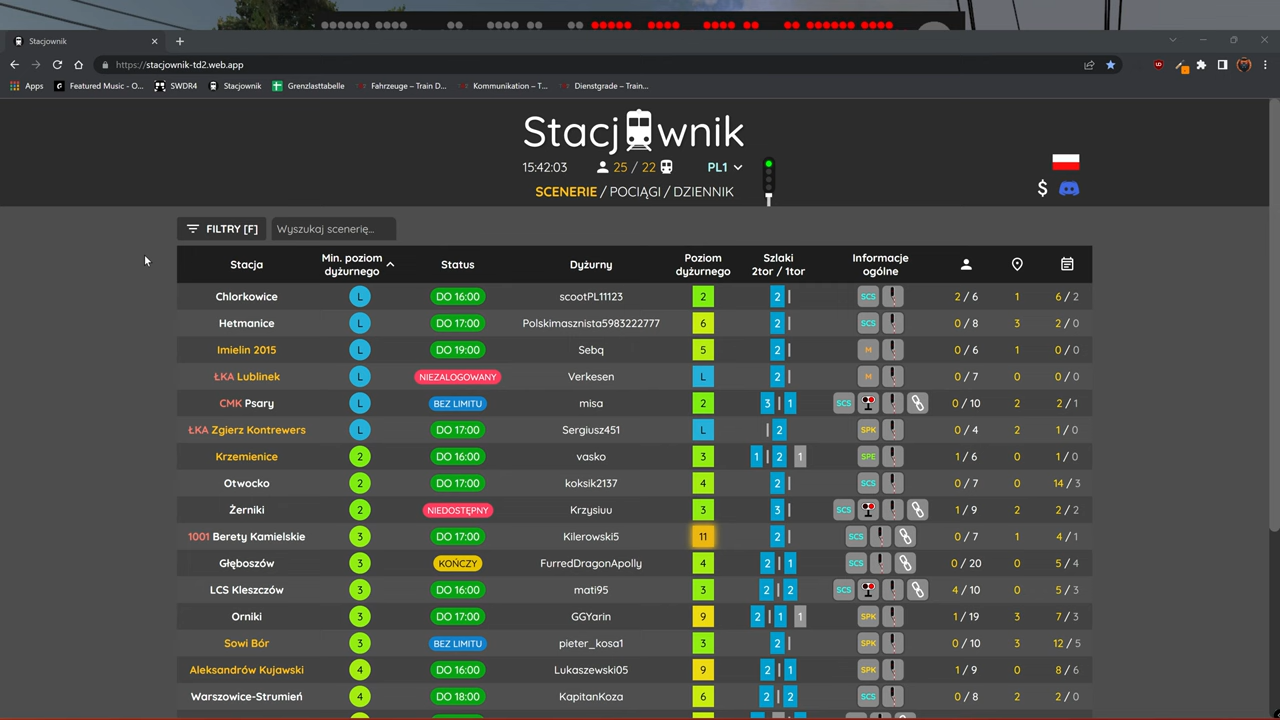 Stacjownik
https://stacjownik-td2.web.app
Apps Featured Music - O... SWDR4 Stacjownik Grenzlasttabelle Fahrzeuge – Train D... Kommunikation – T... Dienstgrade – Train...
Stacjownik
15:42:03 25 / 22 PL1
SCENERIE / POCIĄGI / DZIENNIK
$
FILTRY [F] Wyszukaj scenerię...
Stacja Min. poziom dyżurnego Status Dyżurny Poziom dyżurnego Szlaki 2tor / 1tor Informacje ogólne
Chlorkowice L DO 16:00 scootPL11123 2 2 | SCS 2 / 6 1 6 / 2
Hetmanice L DO 17:00 Polskimasznista5983222777 6 2 | SCS 0 / 8 3 2 / 0
Imielin 2015 L DO 19:00 Sebq 5 2 | M 0 / 6 1 0 / 0
ŁKA Lublinek L NIEZALOGOWANY Verkesen L 2 | M 0 / 7 0 0 / 0
CMK Psary L BEZ LIMITU misa 2 3 | 1 SCS 0 / 10 2 2 / 1
ŁKA Zgierz Kontrewers L DO 17:00 Sergiusz451 L | 2 SPK 0 / 4 2 1 / 0
Krzemienice 2 DO 16:00 vasko 3 1 | 2 1 SPE 1 / 6 0 1 / 0
Otwocko 2 DO 17:00 koksik2137 4 2 | SCS 0 / 7 0 14 / 3
Żerniki 2 NIEDOSTĘPNY Krzysiuu 3 3 | SCS 1 / 9 2 2 / 2
1001 Berety Kamielskie 3 DO 17:00 Kilerowski5 11 2 | SCS 0 / 7 1 4 / 1
Głęboszów 3 KOŃCZY FurredDragonApolly 4 2 | 1 SCS 0 / 20 0 5 / 4
LCS Kleszczów 3 DO 16:00 mati95 3 2 | 2 SCS 4 / 10 0 5 / 3
Orniki 3 DO 17:00 GGYarin 9 2 | 1 1 SPK 1 / 19 3 7 / 3
Sowi Bór 3 BEZ LIMITU pieter_kosa1 3 2 | SPK 0 / 10 3 12 / 5
Aleksandrów Kujawski 4 DO 16:00 Lukaszewski05 9 2 | 1 SPK 1 / 9 0 8 / 6
Warszowice-Strumień 4 DO 18:00 KapitanKoza 6 2 | 2 SCS 0 / 8 2 2 / 0